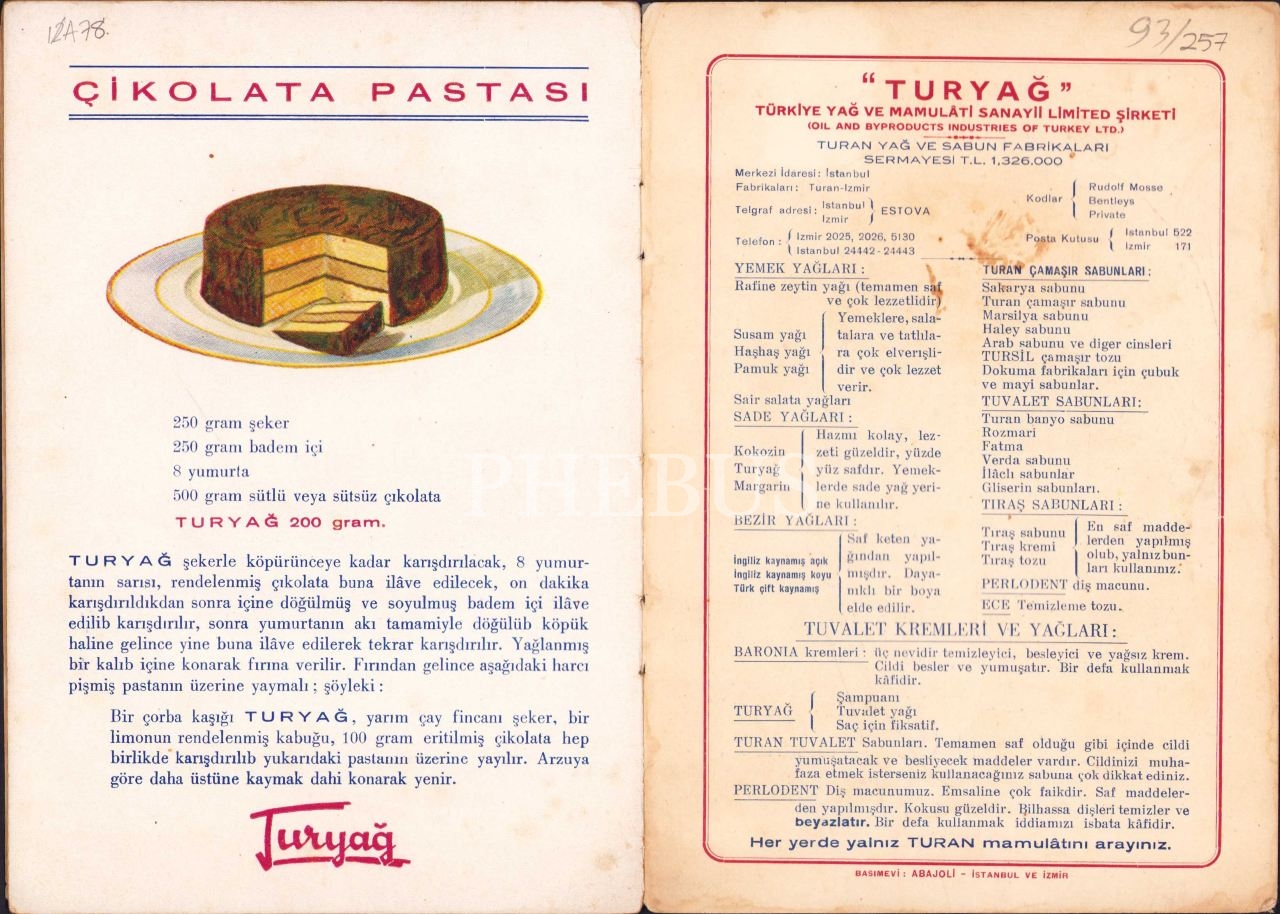 12A78.
ÇİKOLATA PASTASI
250 gram şeker
250 gram badem içi
8 yumurta
500 gram sütlü veya sütsüz çıkolata
TURYAĞ 200 gram.
TURYAĞ şekerle köpürünceye kadar karışdırılacak, 8 yumur-
tanın sarısı, rendelenmiş çıkolata buna ilâve edilecek, on dakika
karışdırıldıkdan sonra içine döğülmüş ve soyulmuş badem içi ilâve
edilib karışdırılır, sonra yumurtanın akı tamamiyle döğülüb köpük
haline gelince yine buna ilâve edilerek tekrar karışdırılır. Yağlanmış
bir kalıb içine konarak fırına verilir. Fırından gelince aşağıdaki harcı
pişmiş pastanın üzerine yaymalı ; şöyleki :
Bir çorba kaşığı TURYAĞ, yarım çay fincanı şeker, bir
limonun rendelenmiş kabuğu, 100 gram eritilmiş çikolata hep
birlikde karışdırılıb yukarıdaki pastanın üzerine yayılır. Arzuya
göre daha üstüne kaymak dahi konarak yenir.
Turyağ
93/257
"TURYAĞ"
TÜRKİYE YAĞ VE MAMULÂTİ SANAYİİ LİMİTED ŞİRKETİ
(OIL AND BYPRODUCTS INDUSTRIES OF TURKEY LTD.)
TURAN YAĞ VE SABUN FABRİKALARI
SERMAYESİ T.L. 1,326.000
Merkezi İdaresi: İstanbul
Fabrikaları: Turan-Izmir
Telgraf adresi: İstanbul
Izmir
ESTOVA
Telefon: Izmir 2025, 2026, 5130
Istanbul 24442-24443
Kodlar
Rudolf Mosse
Bentleys
Private
Posta Kutusu
Istanbul 522
Izmir 171
YEMEK YAĞLARI :
Rafine zeytin yağı (temamen saf
ve çok lezzetlidir)
Susam yağı
Haşhaş yağı
Pamuk yağı
Yemeklere, sala-
talara ve tatlıla-
ra çok elverişli-
dir ve çok lezzet
verir.
Sair salata yağları
SADE YAĞLARI :
Kokozin
Turyağ
Margarin
Hazmı kolay, lez-
zeti güzeldir, yüzde
yüz safdır. Yemek-
lerde sade yağ yeri-
ne kullanılır.
BEZİR YAĞLARI :
İngiliz kaynamış açık
İngiliz kaynamış koyu
Türk çift kaynamış
Saf keten ya-
ğından yapıl-
mışdır. Daya-
nıklı bir boya
elde edilir.
TURAN ÇAMAŞIR SABUNLARI :
Sakarya sabunu
Turan çamaşır sabunu
Marsilya sabunu
Haley sabunu
Arab sabunu ve diger cinsleri
TURSİL çamaşır tozu
Dokuma fabrikaları için çubuk
ve mayi sabunlar.
TUVALET SABUNLARI:
Turan banyo sabunu
Rozmari
Fatma
Verda sabunu
İlâclı sabunlar
Gliserin sabunları.
TIRAŞ SABUNLARI :
Tıraş sabunu
Tıraş kremi
Tıraş tozu
En saf madde-
lerden yapılmış
olub, yalnız bun-
ları kullanınız.
PERLODENT diş macunu.
ECE Temizleme tozu.
TUVALET KREMLERİ VE YAĞLARI :
BARONIA kremleri : üç nevidir temizleyici, besleyici ve yağsız krem.
Cildi besler ve yumuşatır. Bir defa kullanmak
kâfidir.
TURYAĞ
Şampuanı
Tuvalet yağı
Saç için fiksatif.
TURAN TUVALET Sabunları. Temamen saf olduğu gibi içinde cildi
yumuşatacak ve besliyecek maddeler vardır. Cildinizi muha-
faza etmek isterseniz kullanacağınız sabuna çok dikkat ediniz.
PERLODENT Diş macunumuz. Emsaline çok faikdir. Saf maddeler-
den yapılmışdır. Kokusu güzeldir. Bilhassa dişleri temizler ve
beyazlatır. Bir defa kullanmak iddiamızı isbata kâfidir.
Her yerde yalnız TURAN mamulâtını arayınız.
BASIMEVİ : ABAJOLİ - İSTANBUL VE İZMİR
PHEBUS